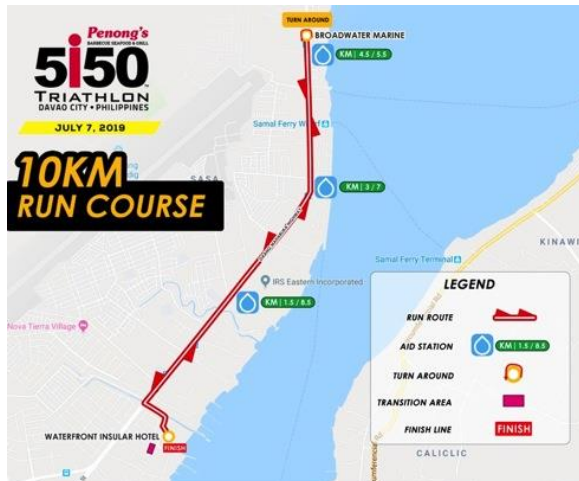 Penong's
BARBECUE SEAFOODS & GRILL
5i50
TRIATHLON
DAVAO CITY • PHILIPPINES
JULY 7, 2019
10KM
RUN COURSE
TURN AROUND
BROADWATER MARINE
KM | 4.5 / 5.5
Samal Ferry Wharf
SASA
KM | 3 / 7
KINAWI
Samal Ferry Terminal
IRS Eastern Incorporated
KM | 1.5 / 8.5
Nova Tierra Village
WATERFRONT INSULAR HOTEL
FINISH
LEGEND
RUN ROUTE
AID STATION
KM | 1.5 / 8.5
TURN AROUND
TRANSITION AREA
FINISH LINE
FINISH
CALICLIC